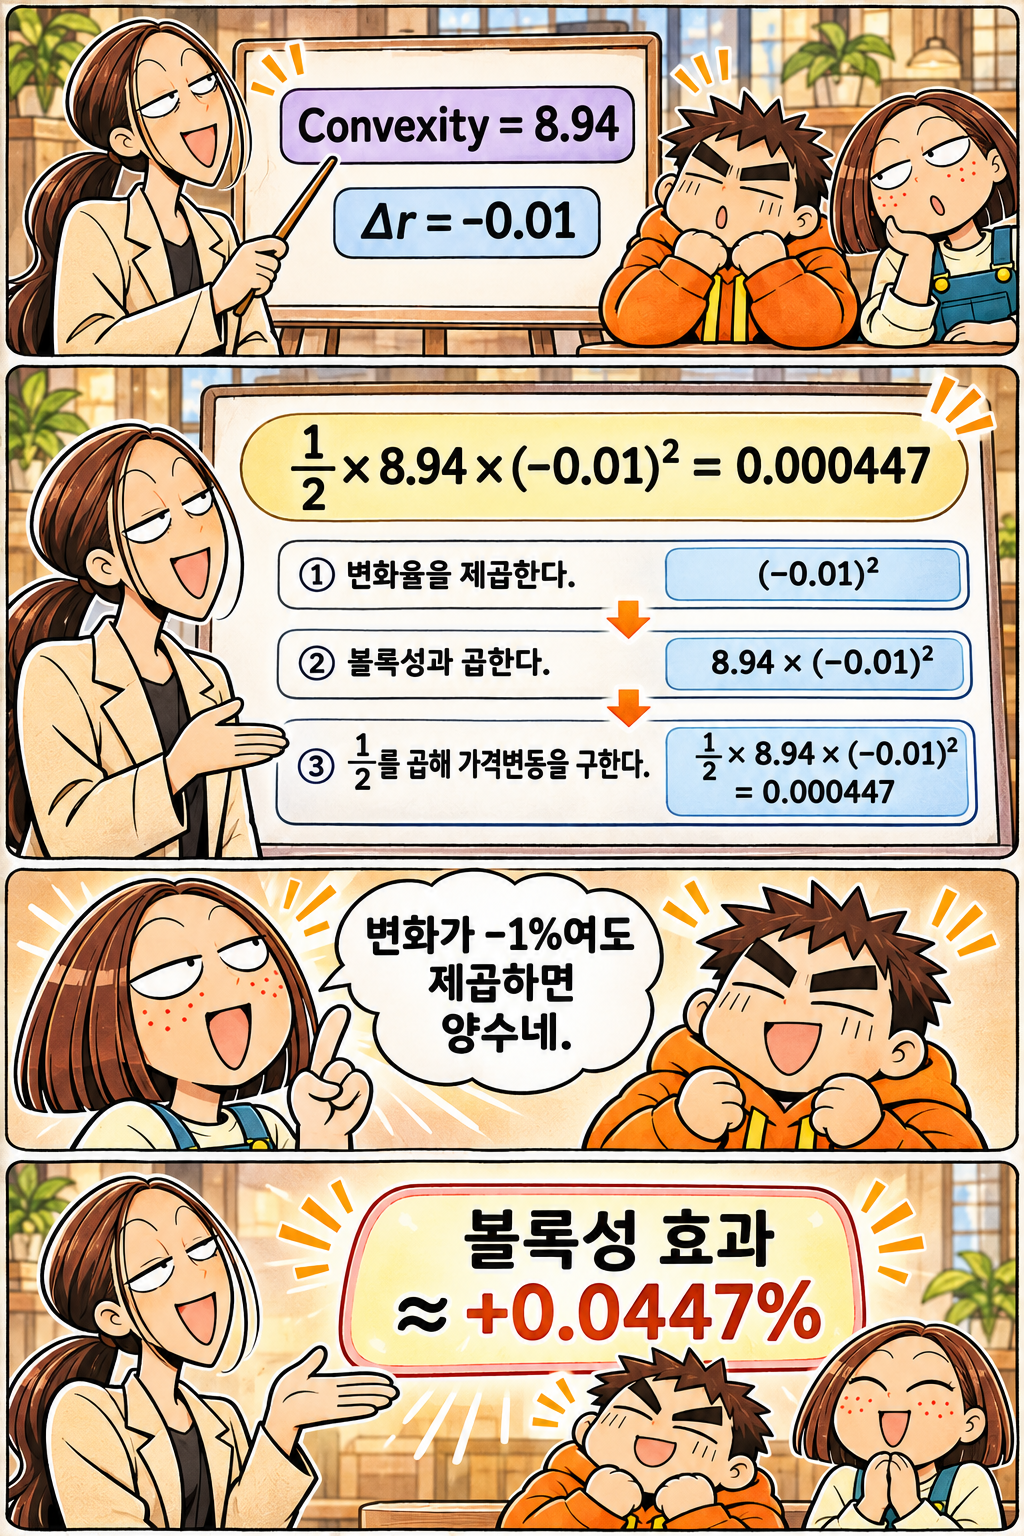 Convexity = 8.94
Δr = -0.01
1/2 × 8.94 × (-0.01)² = 0.000447
① 변화율을 제곱한다.
(-0.01)²
② 볼록성과 곱한다.
8.94 × (-0.01)²
③ 1/2를 곱해 가격변동을 구한다.
1/2 × 8.94 × (-0.01)²
= 0.000447
변화가 -1%여도
제곱하면
양수네.
볼록성 효과
≈ +0.0447%